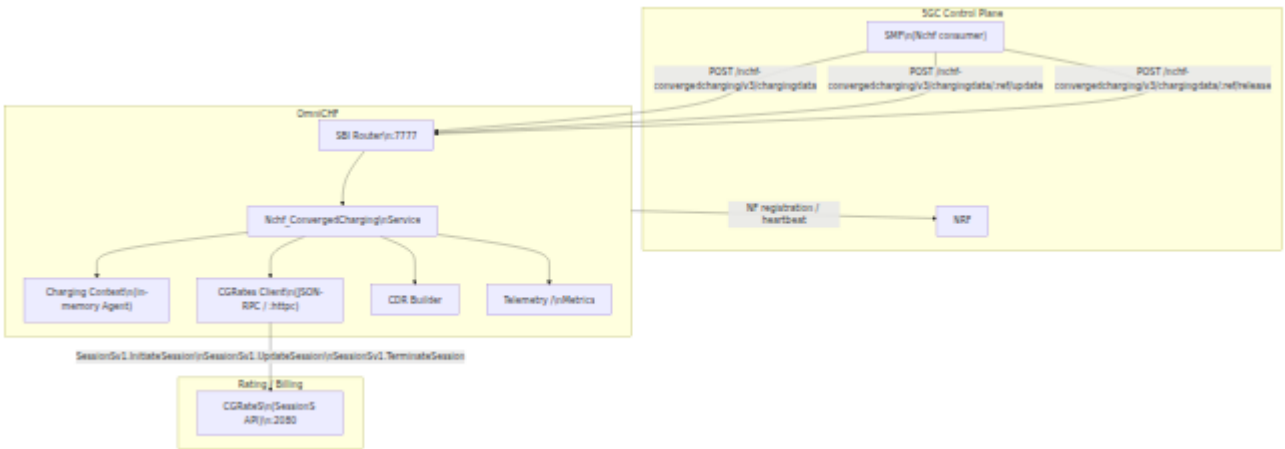 5GC Control Plane
SMF\n(Nchf consumer)
POST /nchf-
convergedcharging/v3/chargingdata
POST /nchf-
convergedcharging/v3/chargingdata/:ref/update
POST /nchf-
convergedcharging/v3/chargingdata/:ref/release
OmniCHF
SBI Router\n:7777
Nchf_ConvergedCharging\nService
NF registration /
heartbeat
NRF
Charging Context\n(in-
memory Agent)
CGRates Client\n(JSON-
RPC / :httpc)
CDR Builder
Telemetry /\nMetrics
SessionSv1.InitiateSession\nSessionSv1.UpdateSession\nSessionSv1.TerminateSession
Rating / Billing
CGRateS\n(SessionS
API)\n:2080